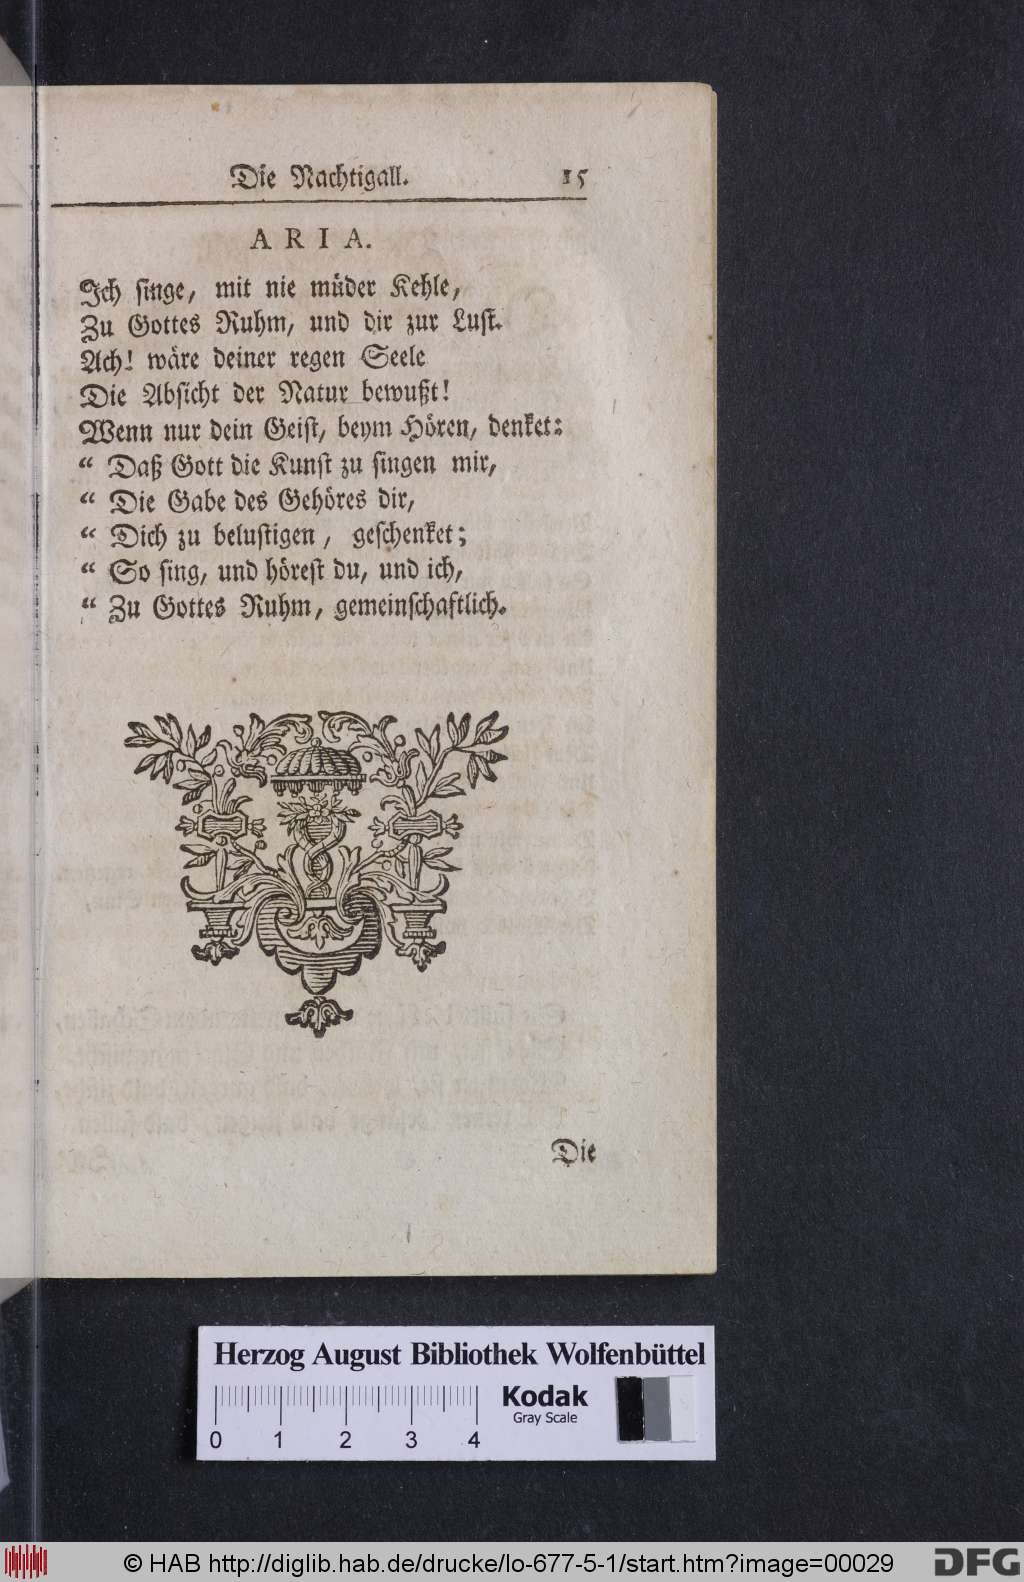 Die Nachtigall. 15
ARIA.
Ich singe, mit nie müder Kehle,
Zu Gottes Ruhm, und dir zur Lust.
Ach! wäre deiner regen Seele
Die Absicht der Natur bewußt!
Wenn nur dein Geist, beym Hören, denket:
“ Daß Gott die Kunst zu singen mir,
“ Die Gabe des Gehöres dir,
“ Dich zu belustigen, geschenket;
“ So sing, und hörest du, und ich,
“ Zu Gottes Ruhm, gemeinschaftlich.
Die
Herzog August Bibliothek Wolfenbüttel
0 1 2 3 4
Kodak
Gray Scale
© HAB http://diglib.hab.de/drucke/lo-677-5-1/start.htm?image=00029
DFG